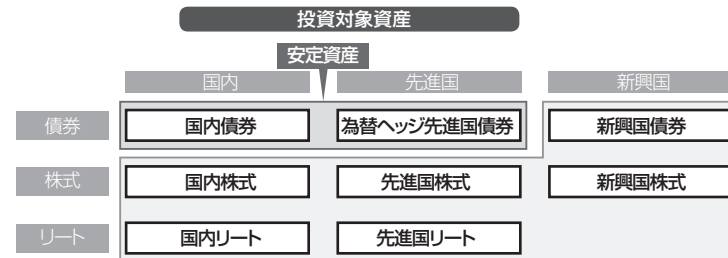 投資対象資産
安定資産
国内 先進国 新興国
債券 国内債券 為替ヘッジ先進国債券 新興国債券
株式 国内株式 先進国株式 新興国株式
リート 国内リート 先進国リート